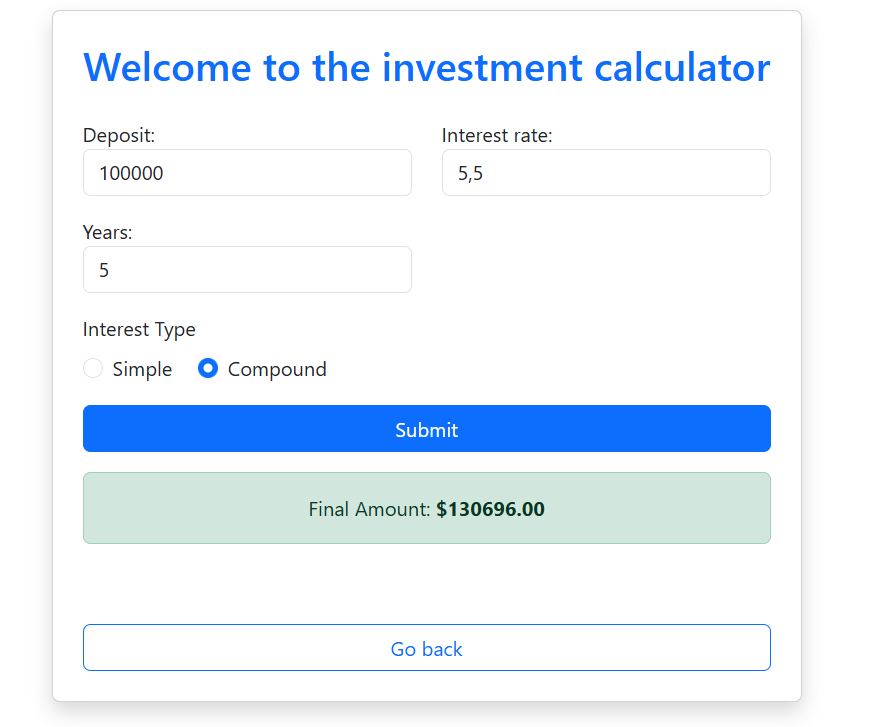 Welcome to the investment calculator
Deposit: Interest rate:
100000 5,5
Years:
5
Interest Type
Simple Compound
Submit
Final Amount: $130696.00
Go back